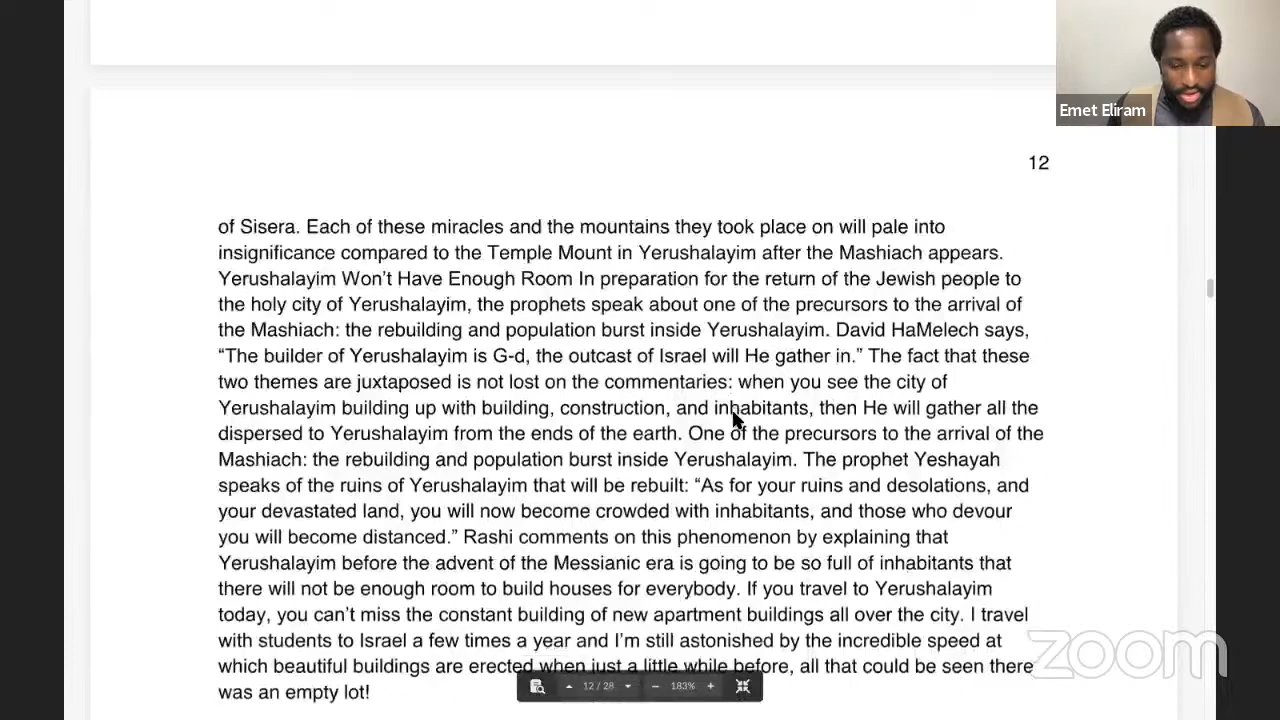 Emet Eliram
12
of Sisera. Each of these miracles and the mountains they took place on will pale into
insignificance compared to the Temple Mount in Yerushalayim after the Mashiach appears.
Yerushalayim Won’t Have Enough Room In preparation for the return of the Jewish people to
the holy city of Yerushalayim, the prophets speak about one of the precursors to the arrival of
the Mashiach: the rebuilding and population burst inside Yerushalayim. David HaMelech says,
“The builder of Yerushalayim is G-d, the outcast of Israel will He gather in.” The fact that these
two themes are juxtaposed is not lost on the commentaries: when you see the city of
Yerushalayim building up with building, construction, and inhabitants, then He will gather all the
dispersed to Yerushalayim from the ends of the earth. One of the precursors to the arrival of the
Mashiach: the rebuilding and population burst inside Yerushalayim. The prophet Yeshayah
speaks of the ruins of Yerushalayim that will be rebuilt: “As for your ruins and desolations, and
your devastated land, you will now become crowded with inhabitants, and those who devour
you will become distanced.” Rashi comments on this phenomenon by explaining that
Yerushalayim before the advent of the Messianic era is going to be so full of inhabitants that
there will not be enough room to build houses for everybody. If you travel to Yerushalayim
today, you can’t miss the constant building of new apartment buildings all over the city. I travel
with students to Israel a few times a year and I’m still astonished by the incredible speed at
which beautiful buildings are erected when just a little while before, all that could be seen there
was an empty lot!
12 / 28
183%
zoom